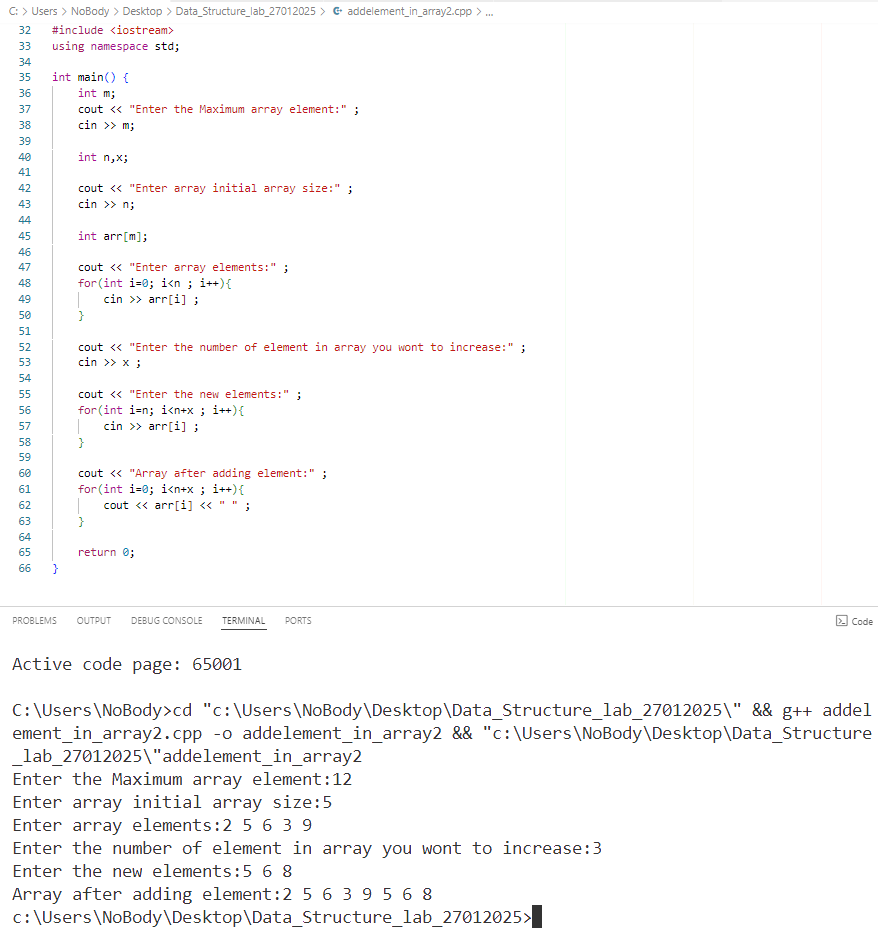 C: > Users > NoBody > Desktop > Data_Structure_lab_27012025 > addelement_in_array2.cpp > ...
32 #include <iostream>
33 using namespace std;
34
35 int main() {
36     int m;
37     cout << "Enter the Maximum array element:" ;
38     cin >> m;
39
40     int n,x;
41
42     cout << "Enter array initial array size:" ;
43     cin >> n;
44
45     int arr[m];
46
47     cout << "Enter array elements:" ;
48     for(int i=0; i<n ; i++){
49         cin >> arr[i] ;
50     }
51
52     cout << "Enter the number of element in array you wont to increase:" ;
53     cin >> x ;
54
55     cout << "Enter the new elements:" ;
56     for(int i=n; i<n+x ; i++){
57         cin >> arr[i] ;
58     }
59
60     cout << "Array after adding element:" ;
61     for(int i=0; i<n+x ; i++){
62         cout << arr[i] << " " ;
63     }
64
65     return 0;
66 }
PROBLEMS OUTPUT DEBUG CONSOLE TERMINAL PORTS Code
Active code page: 65001
C:\Users\NoBody>cd "c:\Users\NoBody\Desktop\Data_Structure_lab_27012025\" && g++ addel
ement_in_array2.cpp -o addelement_in_array2 && "c:\Users\NoBody\Desktop\Data_Structure
_lab_27012025\"addelement_in_array2
Enter the Maximum array element:12
Enter array initial array size:5
Enter array elements:2 5 6 3 9
Enter the number of element in array you wont to increase:3
Enter the new elements:5 6 8
Array after adding element:2 5 6 3 9 5 6 8
c:\Users\NoBody\Desktop\Data_Structure_lab_27012025>